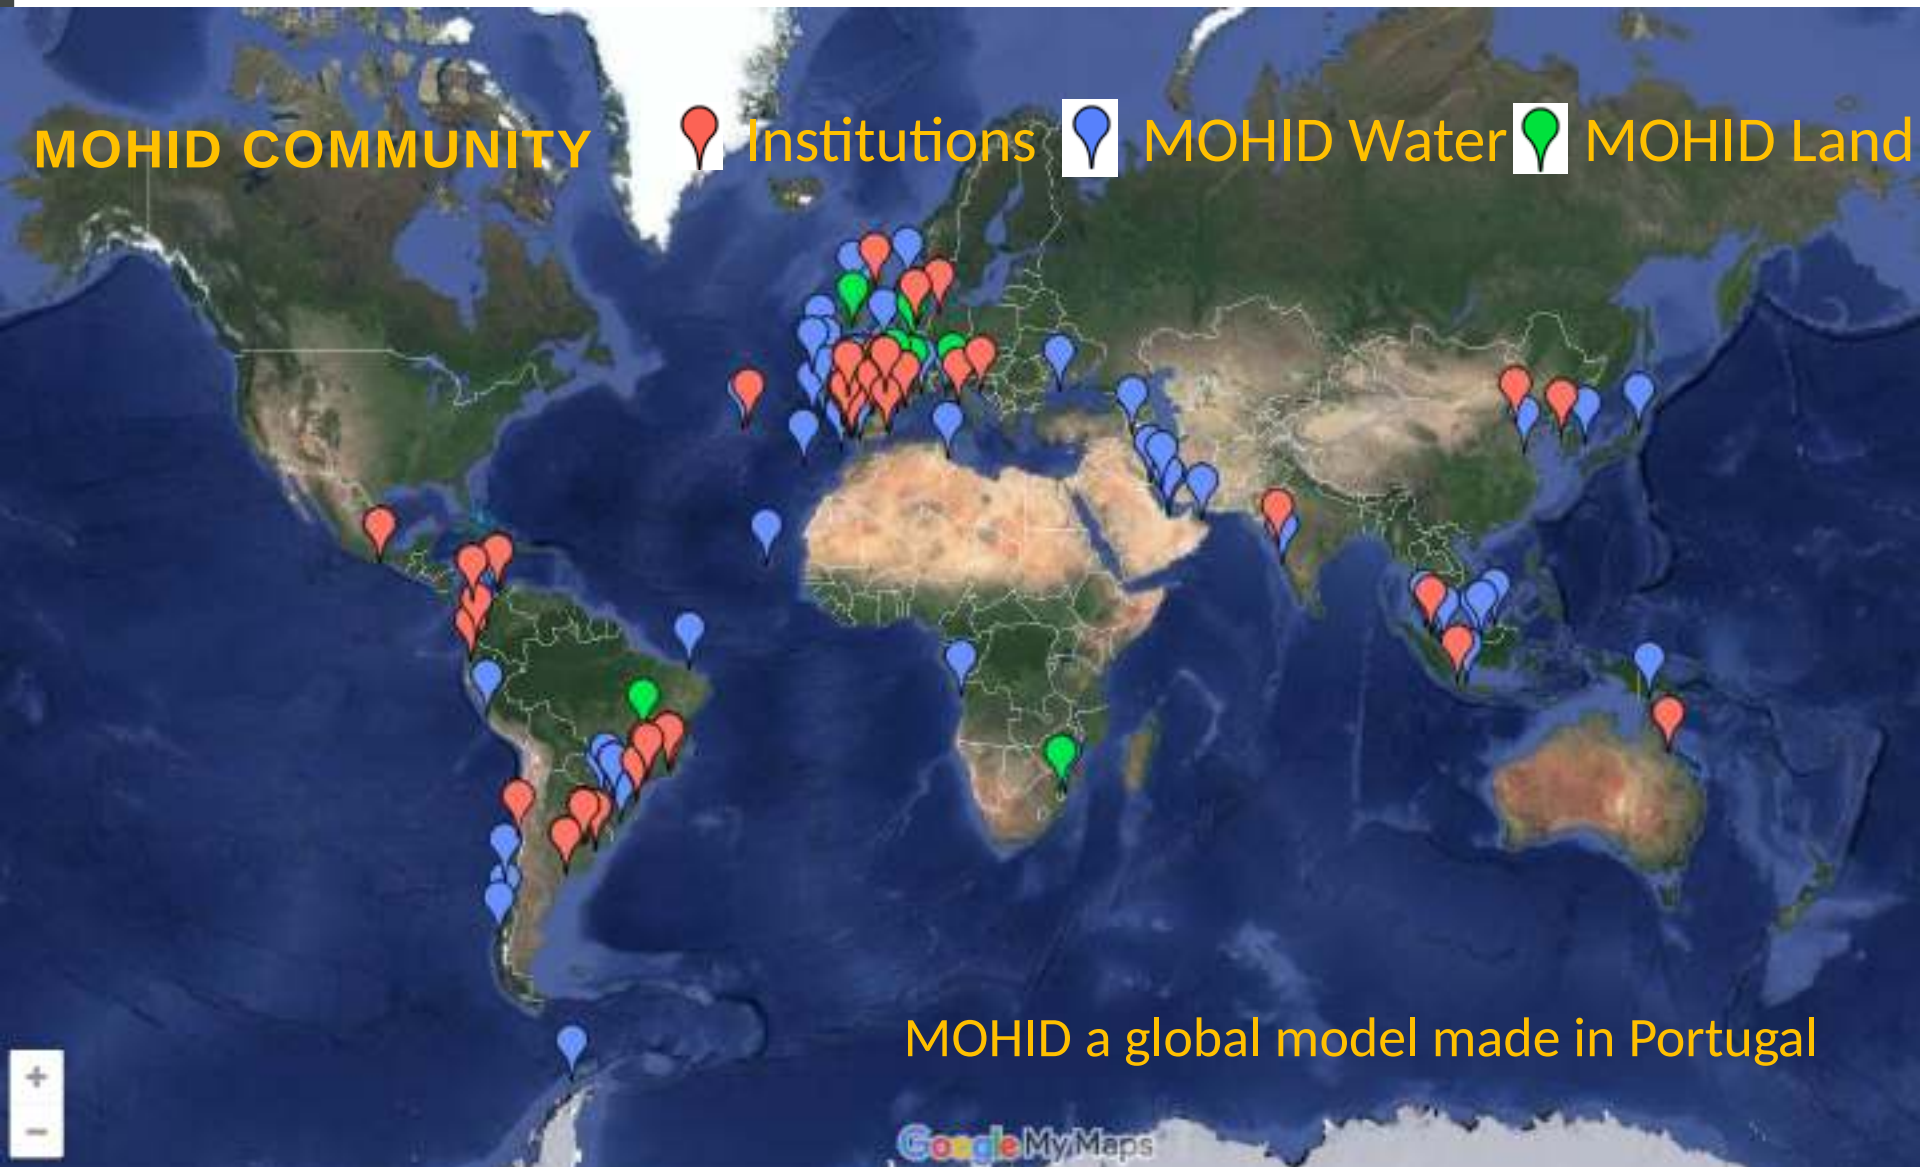 MOHID COMMUNITY
Institutions
MOHID Water
MOHID Land
MOHID a global model made in Portugal
+
−
Google My Maps